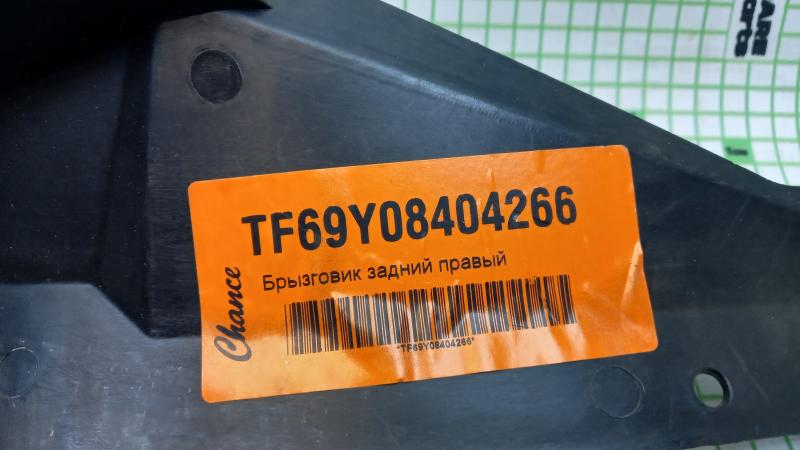 TF69Y08404266
Брызговик задний правый
Chance
*TF69Y08404266*